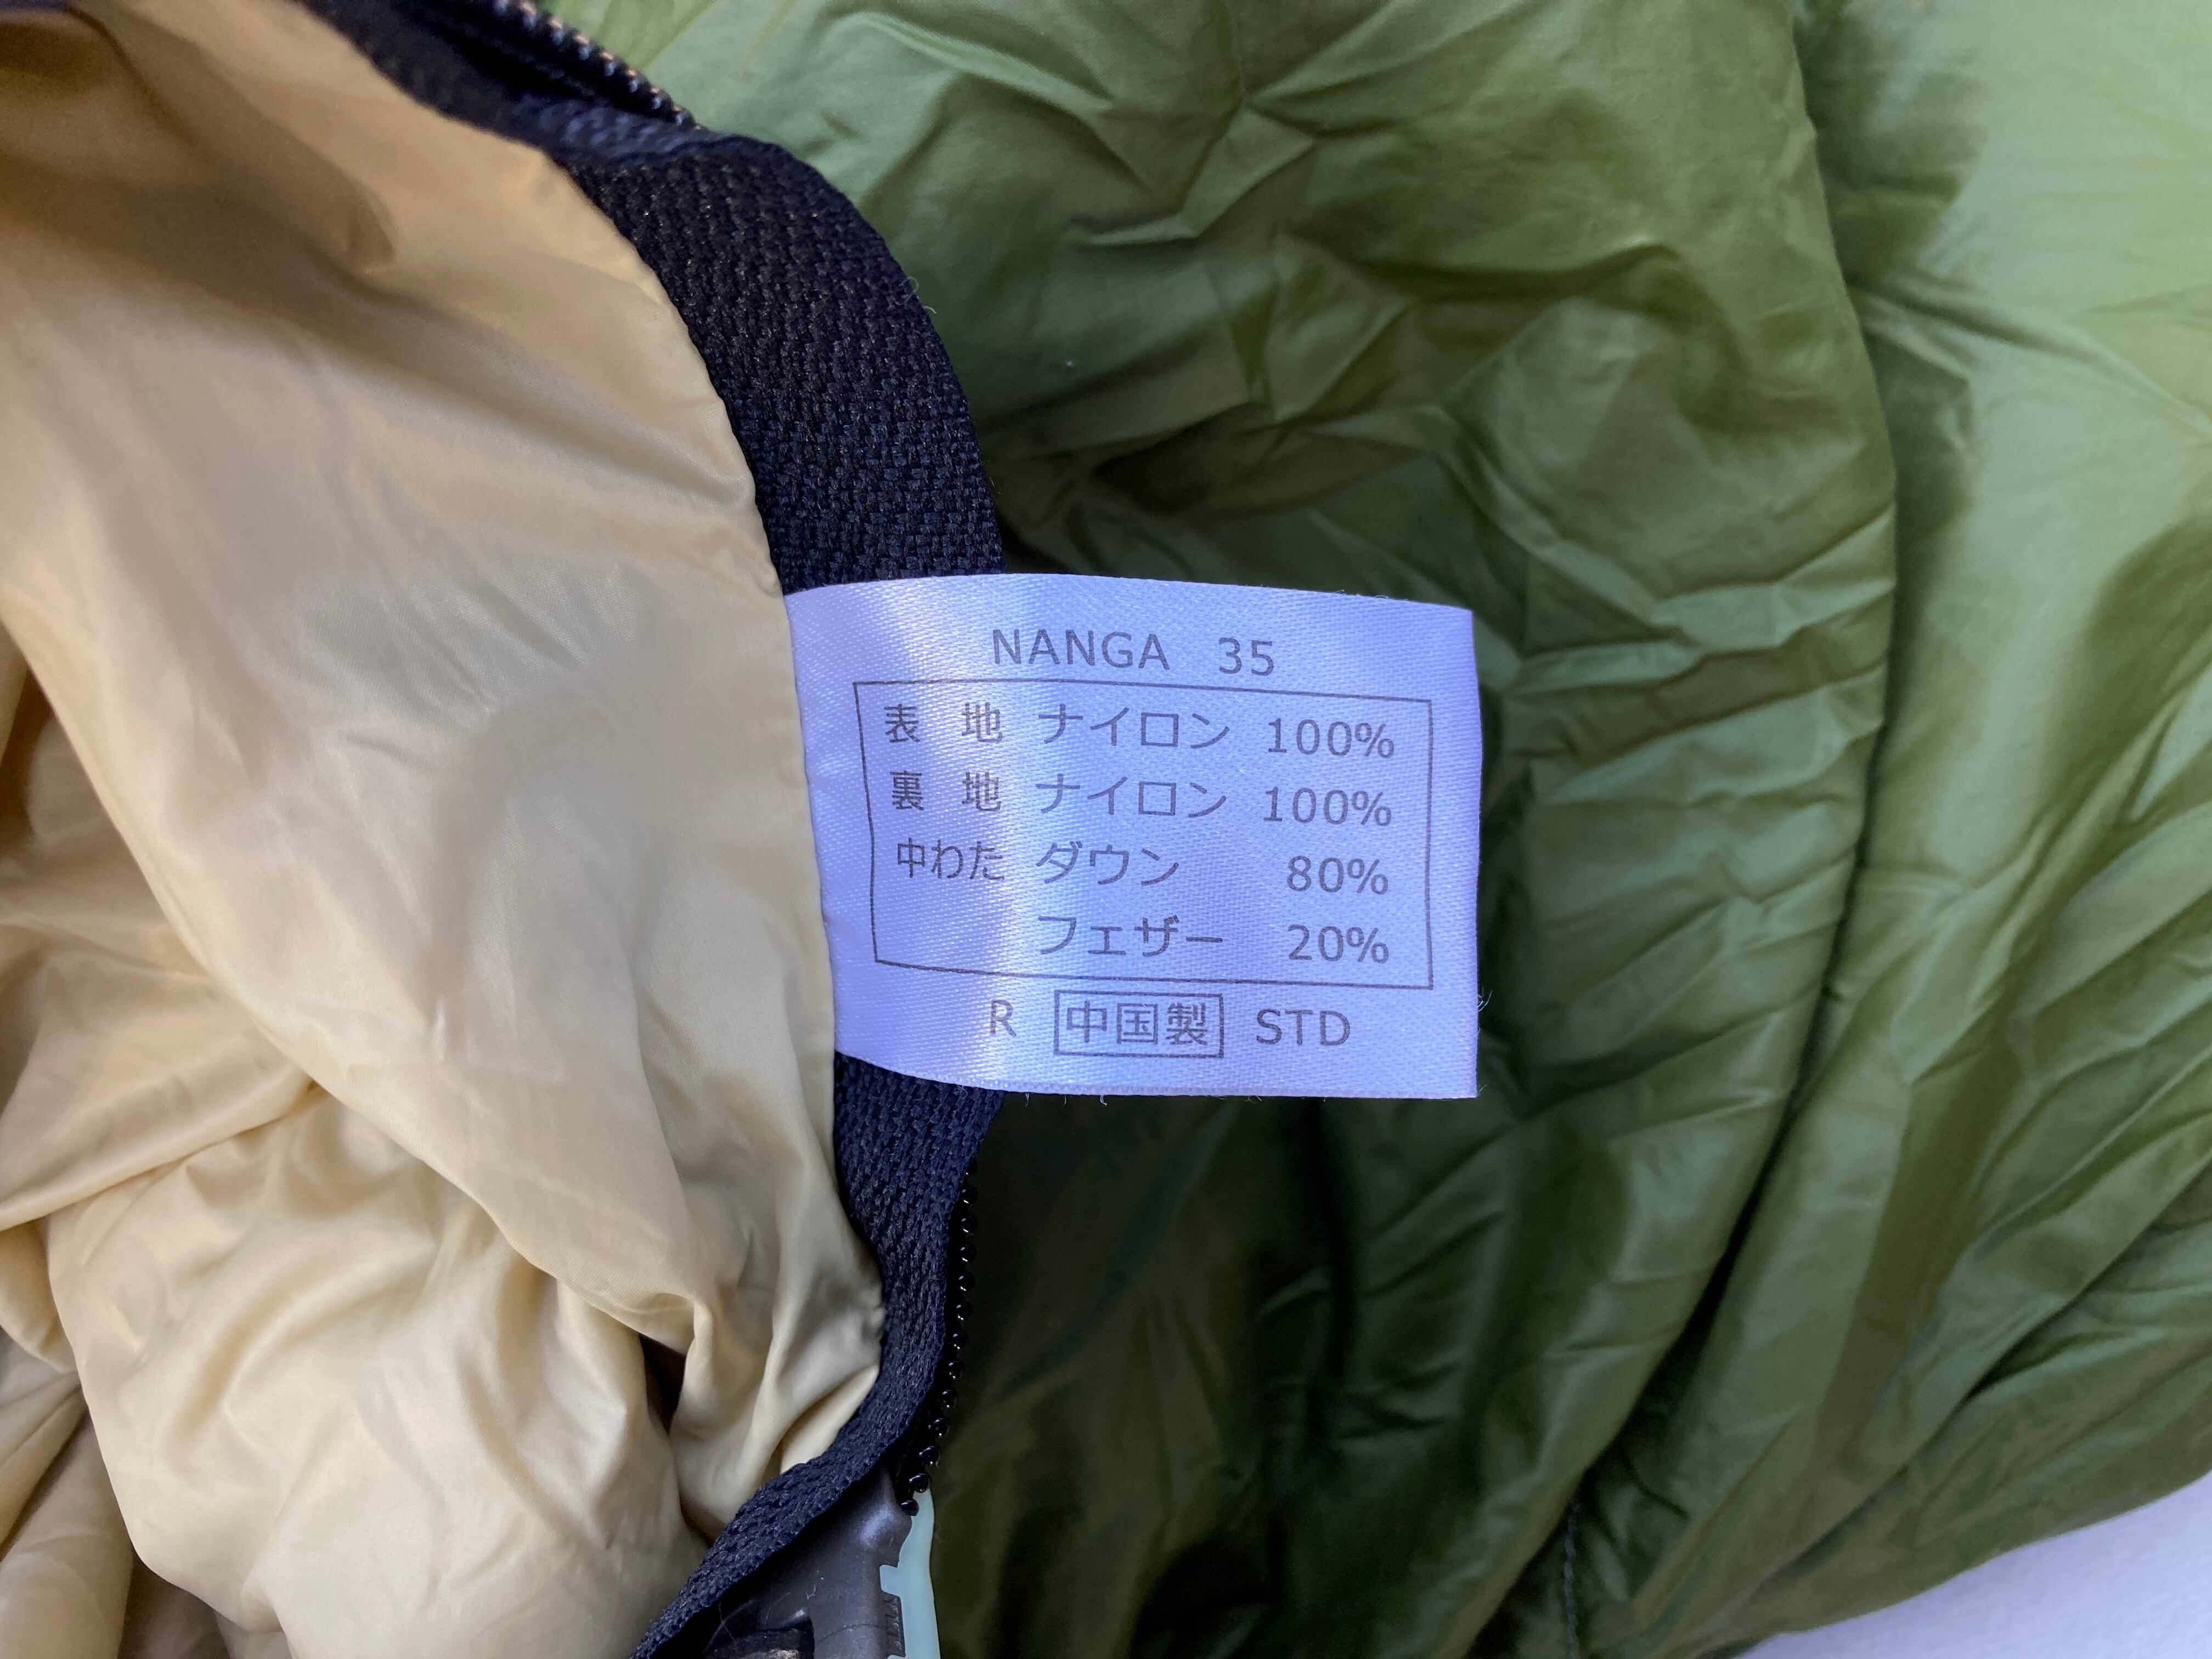 NANGA 35
表 地 ナイロン 100%
裏 地 ナイロン 100%
中わた ダウン 80%
フェザー 20%
R 中国製 STD